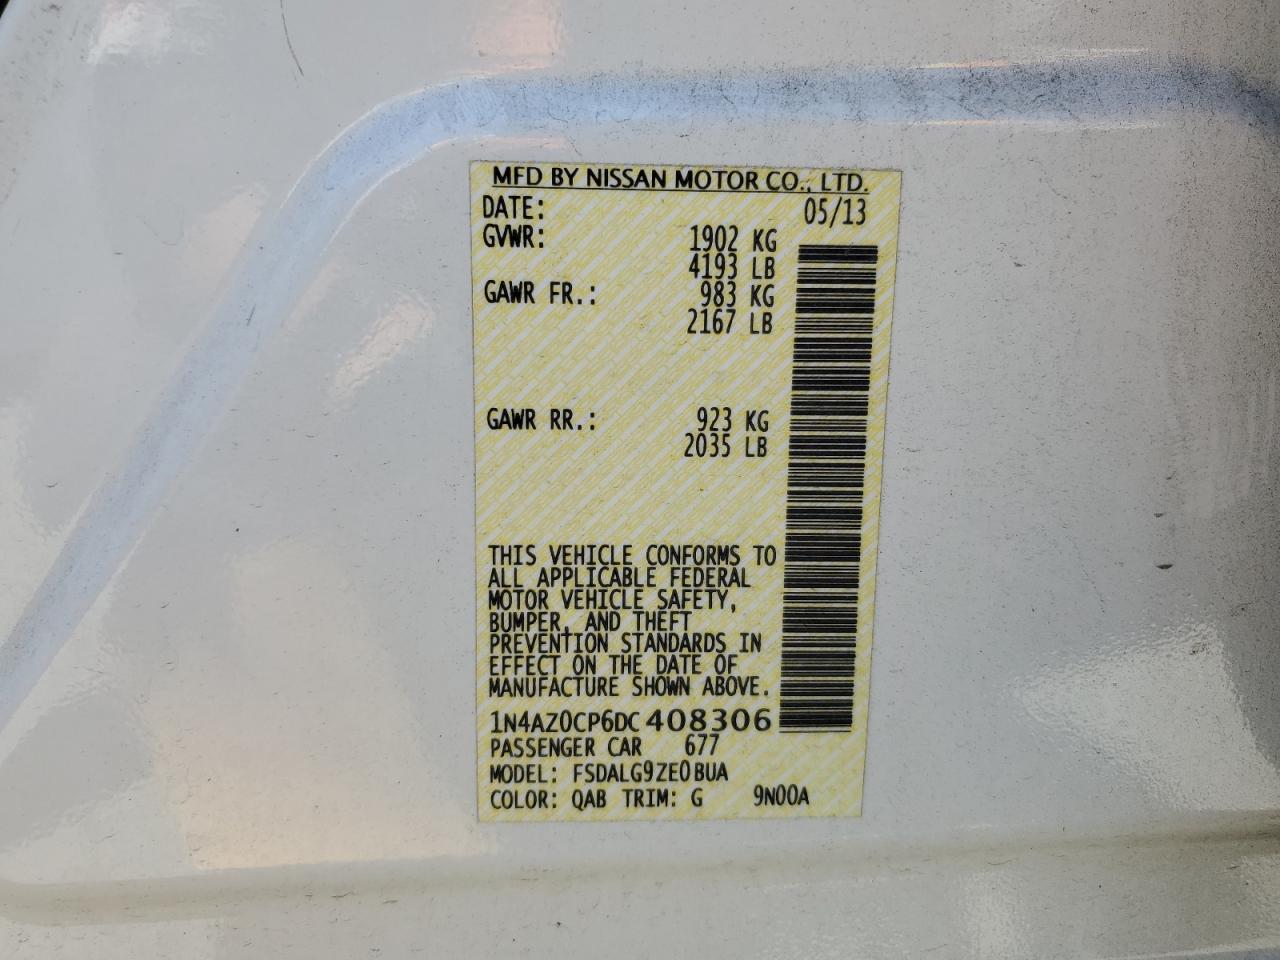 MFD BY NISSAN MOTOR CO., LTD.
DATE: 05/13
GVWR: 1902 KG
4193 LB
GAWR FR.: 983 KG
2167 LB
GAWR RR.: 923 KG
2035 LB
THIS VEHICLE CONFORMS TO
ALL APPLICABLE FEDERAL
MOTOR VEHICLE SAFETY,
BUMPER, AND THEFT
PREVENTION STANDARDS IN
EFFECT ON THE DATE OF
MANUFACTURE SHOWN ABOVE.
1N4AZ0CP6DC408306
PASSENGER CAR 677
MODEL: FSDALG9ZE0BUA
COLOR: QAB TRIM: G 9N00A